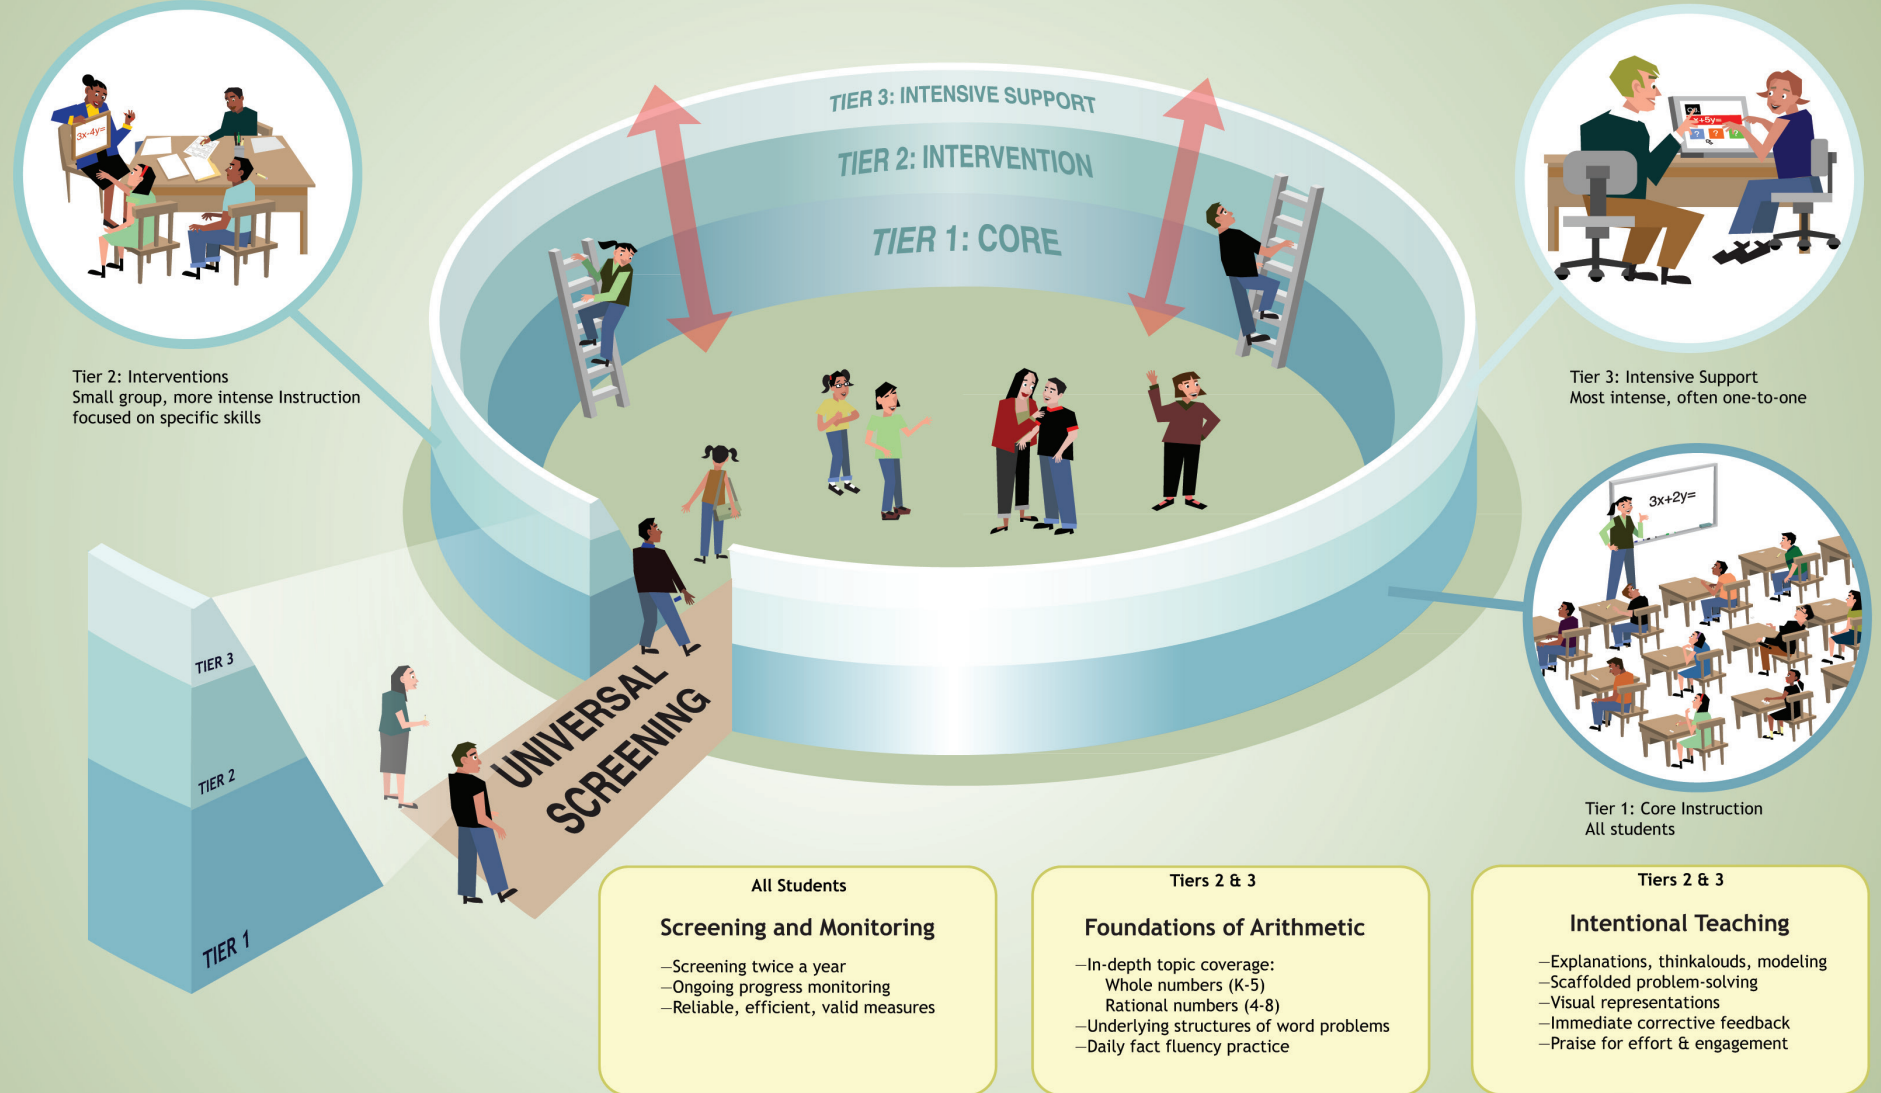 3x-4y=
TIER 3: INTENSIVE SUPPORT
TIER 2: INTERVENTION
TIER 1: CORE
Tier 2: Interventions
Small group, more intense Instruction
focused on specific skills
Tier 3: Intensive Support
Most intense, often one-to-one
3x+2y=
Tier 1: Core Instruction
All students
TIER 3
TIER 2
TIER 1
UNIVERSAL
SCREENING
All Students
Screening and Monitoring
—Screening twice a year
—Ongoing progress monitoring
—Reliable, efficient, valid measures
Tiers 2 & 3
Foundations of Arithmetic
—In-depth topic coverage:
Whole numbers (K-5)
Rational numbers (4-8)
—Underlying structures of word problems
—Daily fact fluency practice
Tiers 2 & 3
Intentional Teaching
—Explanations, thinkalouds, modeling
—Scaffolded problem-solving
—Visual representations
—Immediate corrective feedback
—Praise for effort & engagement